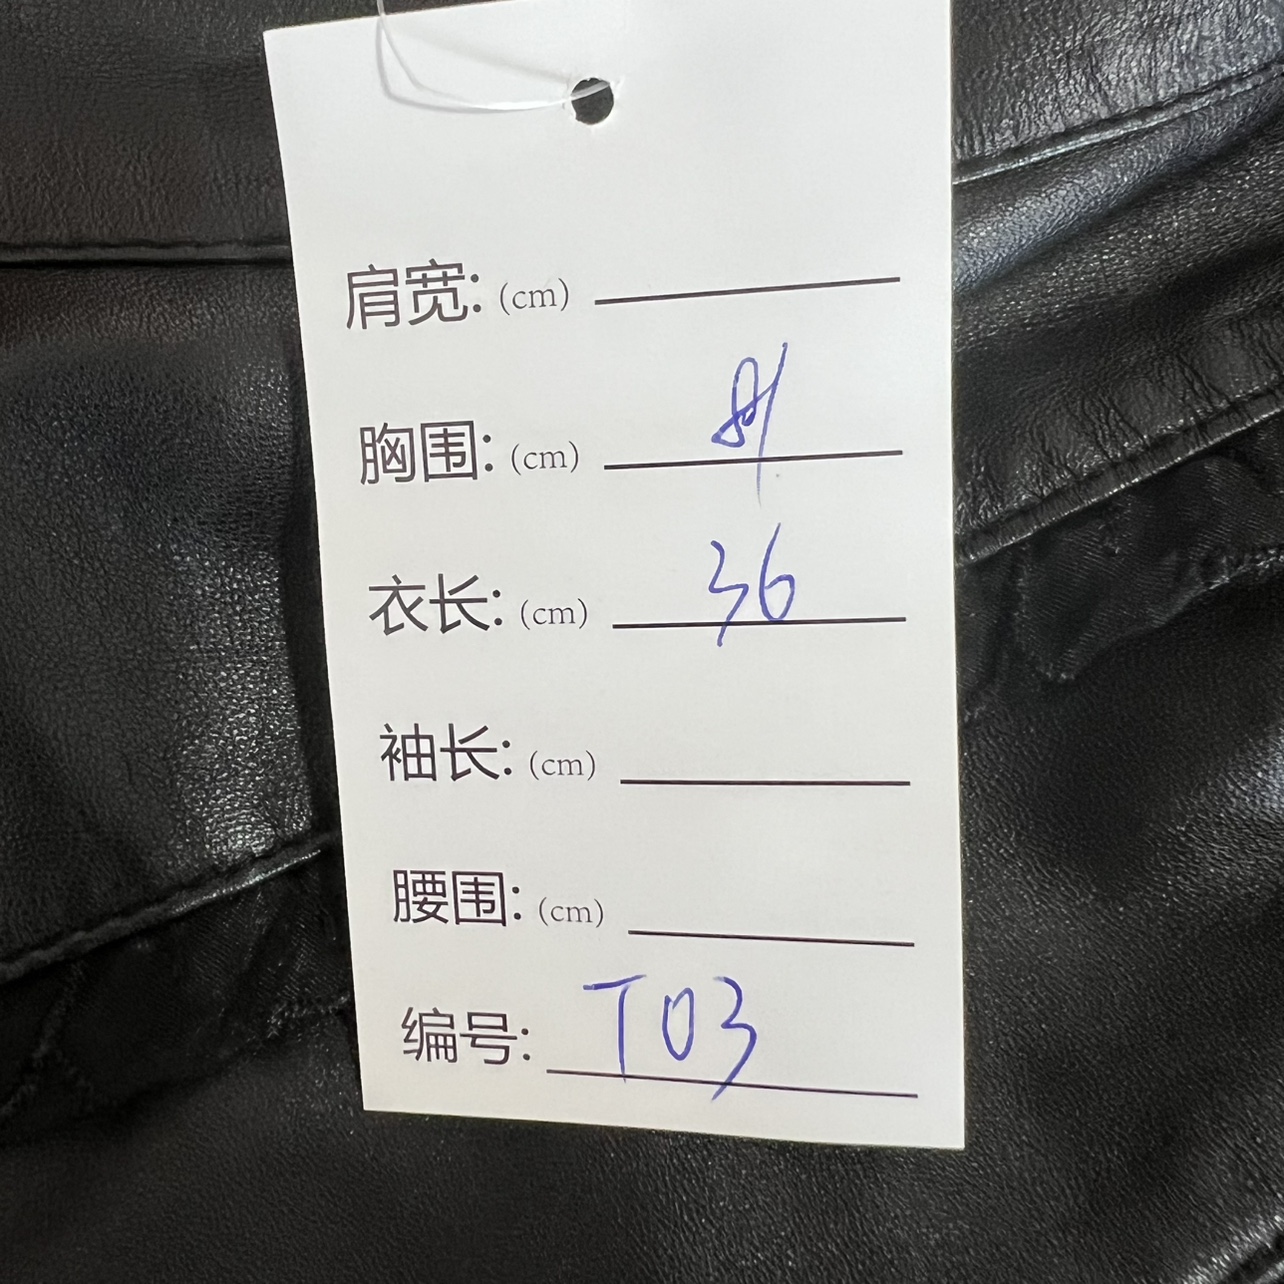 肩宽: (cm)
胸围: (cm)
衣长: (cm) 36
袖长: (cm)
腰围: (cm)
编号: T03